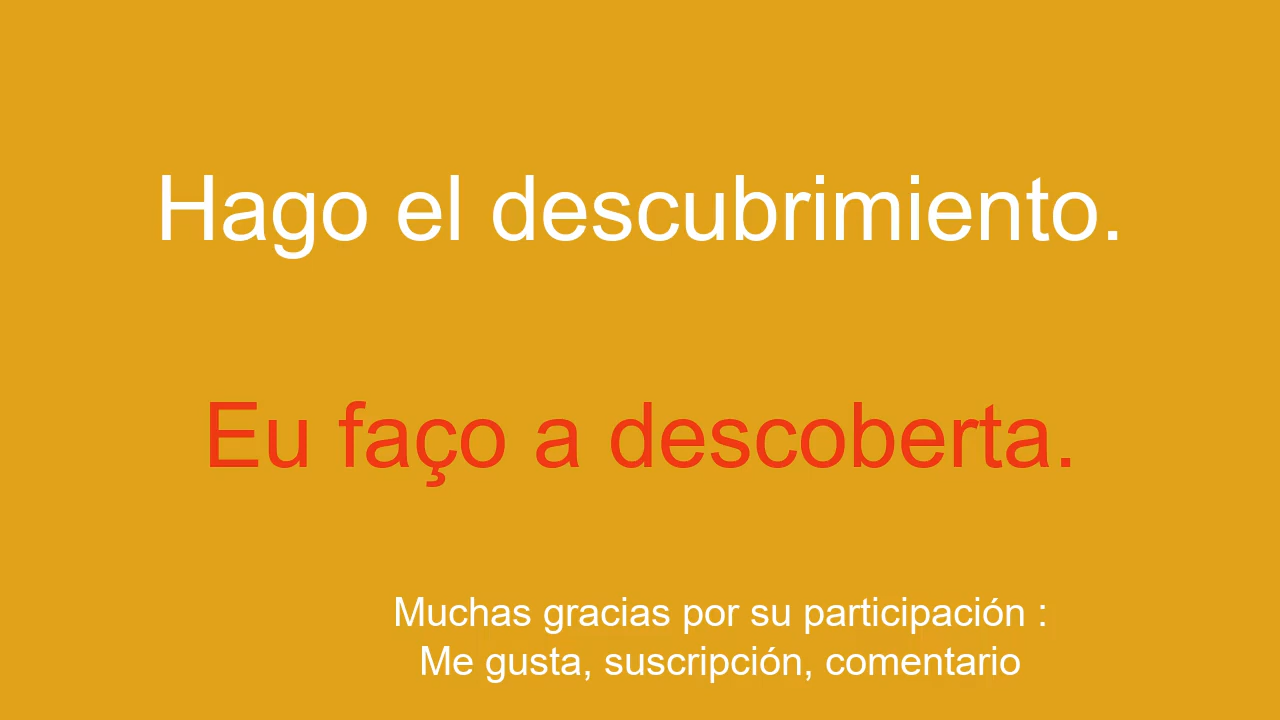 Hago el descubrimiento.
Eu faço a descoberta.
Muchas gracias por su participación :
Me gusta, suscripción, comentario